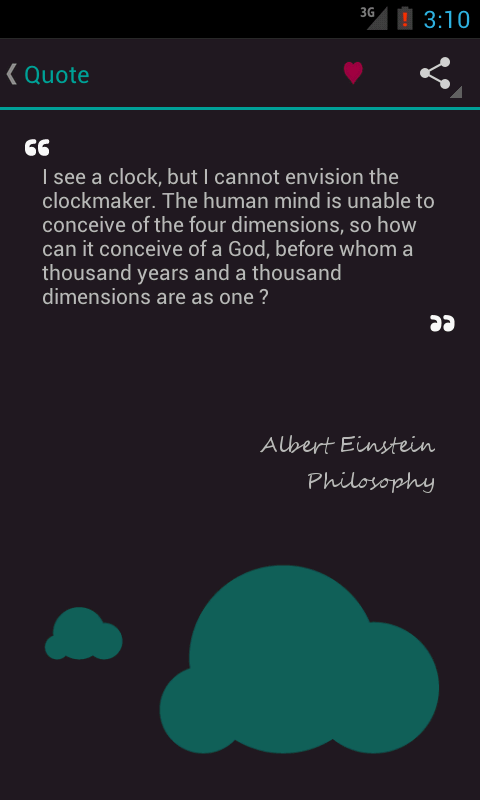 3G 3:10
Quote
“
I see a clock, but I cannot envision the
clockmaker. The human mind is unable to
conceive of the four dimensions, so how
can it conceive of a God, before whom a
thousand years and a thousand
dimensions are as one ?
”
Albert Einstein
Philosophy